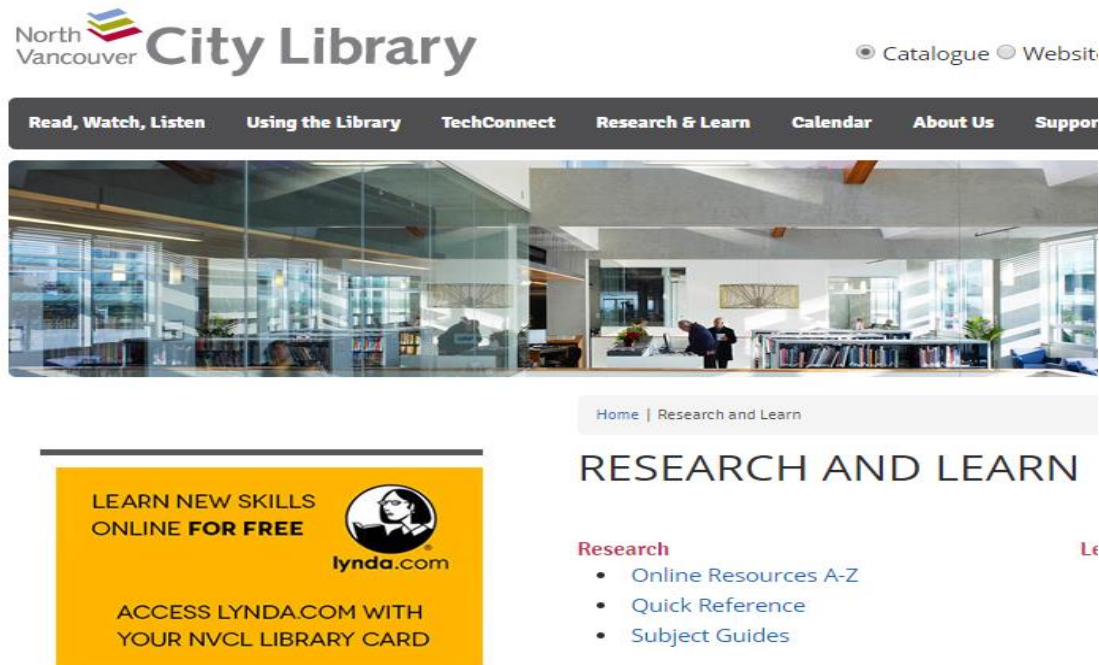 North
Vancouver City Library
Catalogue Website
Read, Watch, Listen Using the Library TechConnect Research & Learn Calendar About Us Suppor
Home | Research and Learn
RESEARCH AND LEARN
LEARN NEW SKILLS
ONLINE FOR FREE
lynda.com
ACCESS LYNDA.COM WITH
YOUR NVCL LIBRARY CARD
Research
Online Resources A-Z
Quick Reference
Subject Guides
Le